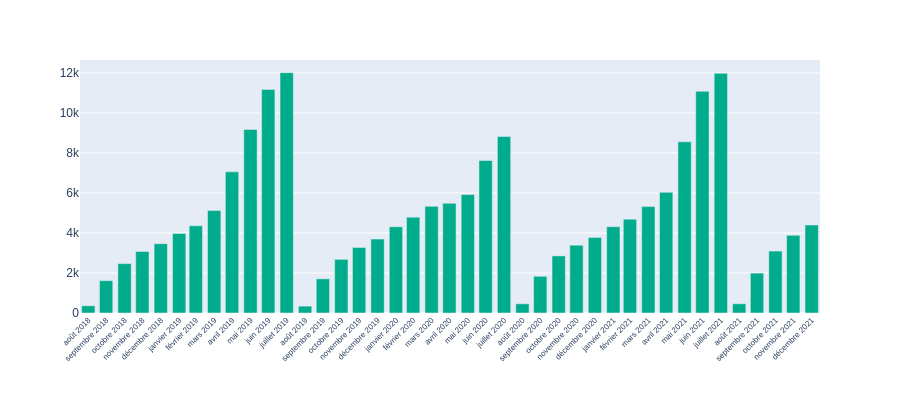 12k
10k
8k
6k
4k
2k
0
août 2018
septembre 2018
octobre 2018
novembre 2018
décembre 2018
janvier 2019
février 2019
mars 2019
avril 2019
mai 2019
juin 2019
juillet 2019
août 2019
septembre 2019
octobre 2019
novembre 2019
décembre 2019
janvier 2020
février 2020
mars 2020
avril 2020
mai 2020
juin 2020
juillet 2020
août 2020
septembre 2020
octobre 2020
novembre 2020
décembre 2020
janvier 2021
février 2021
mars 2021
avril 2021
mai 2021
juin 2021
juillet 2021
août 2021
septembre 2021
octobre 2021
novembre 2021
décembre 2021